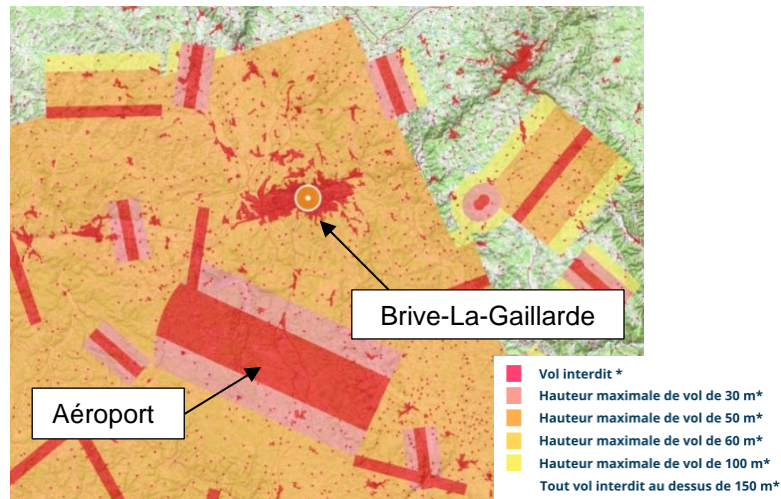 Brive-La-Gaillarde
Aéroport
Vol interdit *
Hauteur maximale de vol de 30 m*
Hauteur maximale de vol de 50 m*
Hauteur maximale de vol de 60 m*
Hauteur maximale de vol de 100 m*
Tout vol interdit au dessus de 150 m*